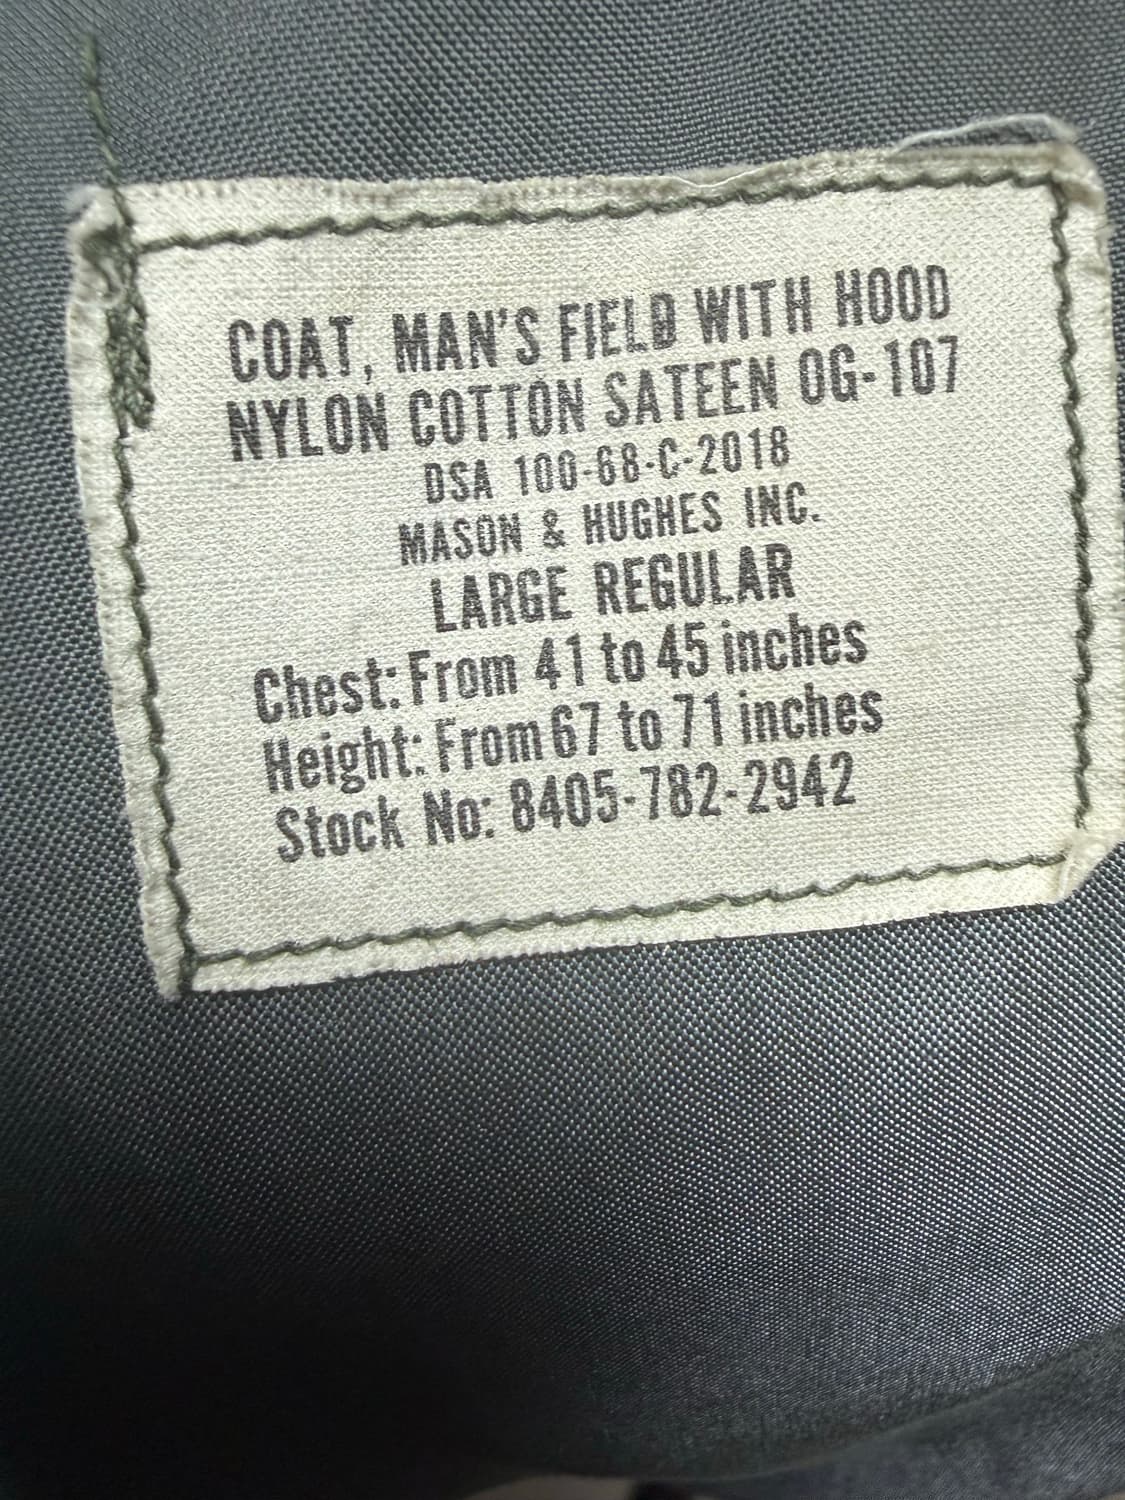 COAT, MAN'S FIELD WITH HOOD
NYLON COTTON SATEEN OG-107
DSA 100-68-C-2018
MASON & HUGHES INC.
LARGE REGULAR
Chest: From 41 to 45 inches
Height: From 67 to 71 inches
Stock No: 8405-782-2942